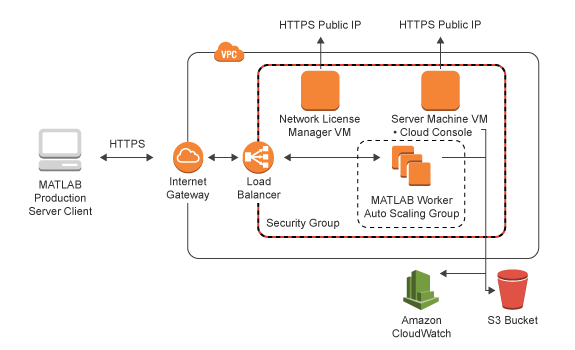 HTTPS Public IP
HTTPS Public IP
VPC
Network License
Manager VM
Server Machine VM
• Cloud Console
HTTPS
MATLAB
Production
Server Client
Internet
Gateway
Load
Balancer
MATLAB Worker
Auto Scaling Group
Security Group
Amazon
CloudWatch
S3 Bucket